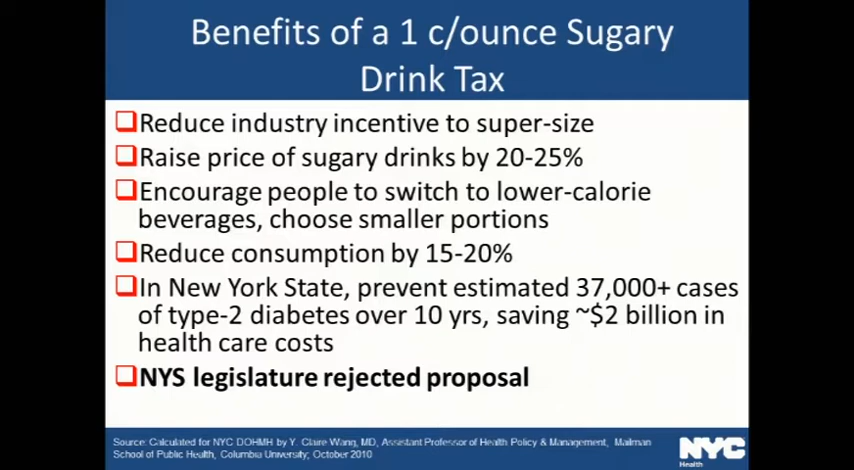 Benefits of a 1 c/ounce Sugary
Drink Tax
Reduce industry incentive to super-size
Raise price of sugary drinks by 20-25%
Encourage people to switch to lower-calorie
beverages, choose smaller portions
Reduce consumption by 15-20%
In New York State, prevent estimated 37,000+ cases
of type-2 diabetes over 10 yrs, saving ~$2 billion in
health care costs
NYS legislature rejected proposal
Source: Calculated for NYC DOHMH by Y. Claire Wang, MD, Assistant Professor of Health Policy & Management, Mailman
School of Public Health, Columbia University; October 2010
NYC
Health